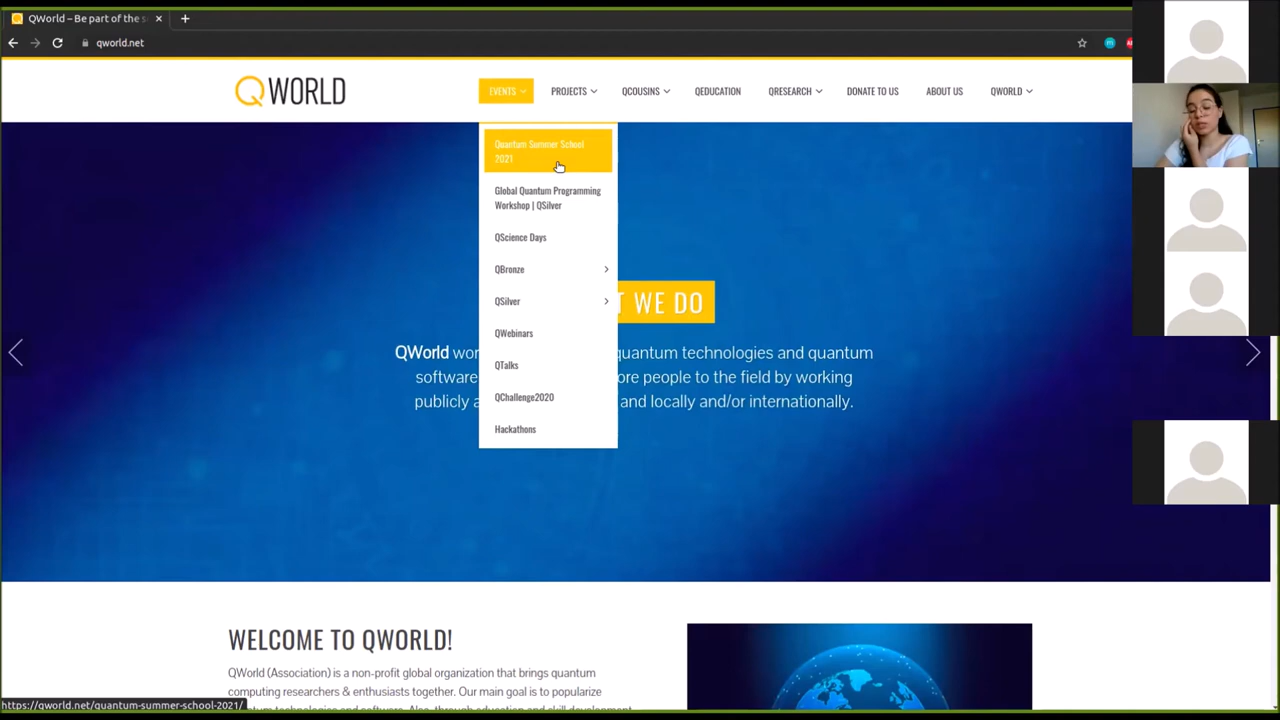 QWorld – Be part of the s
qworld.net
QWORLD
EVENTS
PROJECTS
QCOUSINS
QEDUCATION
QRESEARCH
DONATE TO US
ABOUT US
QWORLD
Quantum Summer School
2021
Global Quantum Programming
Workshop | QSilver
QScience Days
QBronze
QSilver
QWebinars
QTalks
QChallenge2020
Hackathons
T WE DO
QWorld wor quantum technologies and quantum
software ore people to the field by working
publicly a and locally and/or internationally.
WELCOME TO QWORLD!
QWorld (Association) is a non-profit global organization that brings quantum
computing researchers & enthusiasts together. Our main goal is to popularize
https://qworld.net/quantum-summer-school-2021/